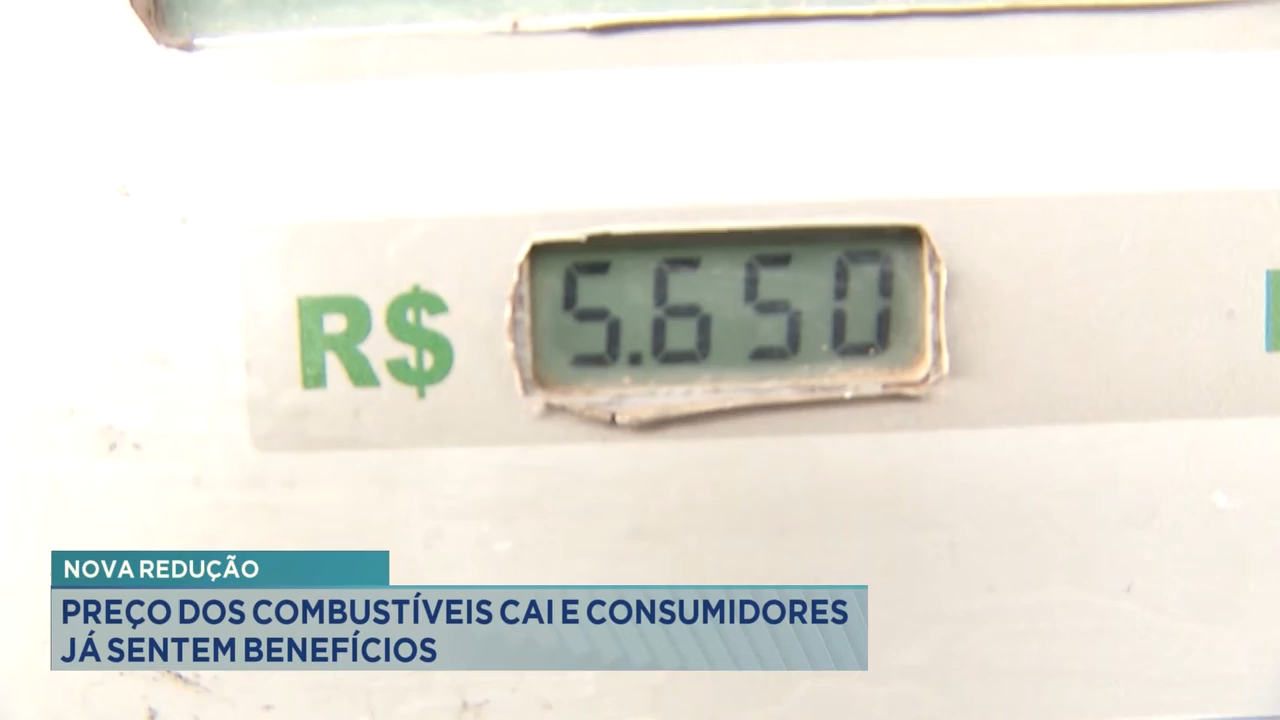 R$ 5.650
NOVA REDUÇÃO
PREÇO DOS COMBUSTÍVEIS CAI E CONSUMIDORES
JÁ SENTEM BENEFÍCIOS